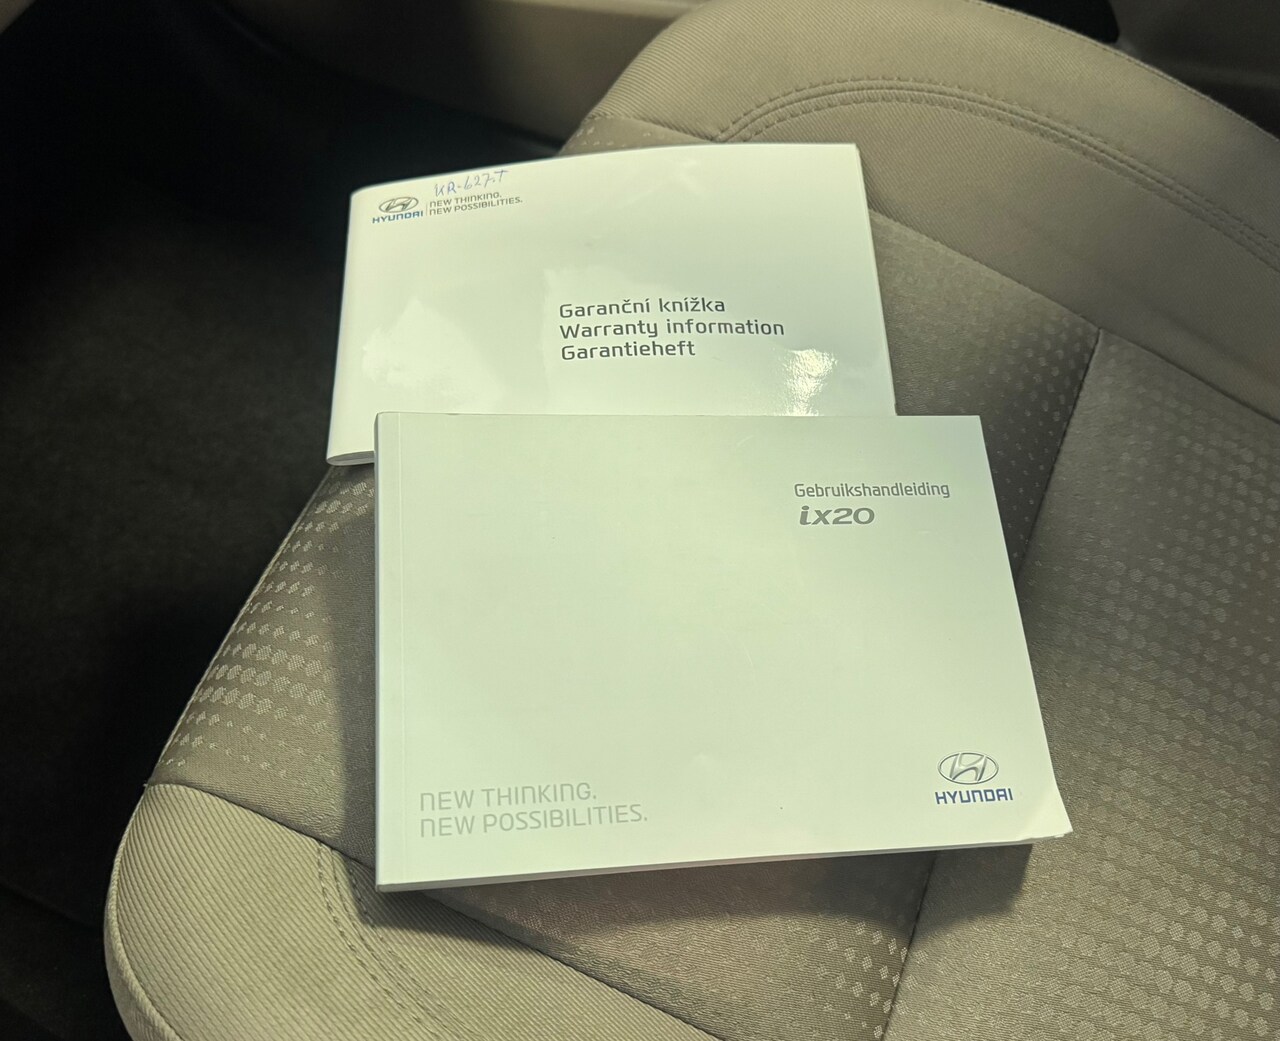 KR-627-T
HYUNDAI
NEW THINKING.
NEW POSSIBILITIES.
Garanční knížka
Warranty information
Garantieheft
Gebruikshandleiding
ix20
NEW THINKING.
NEW POSSIBILITIES.
HYUNDAI